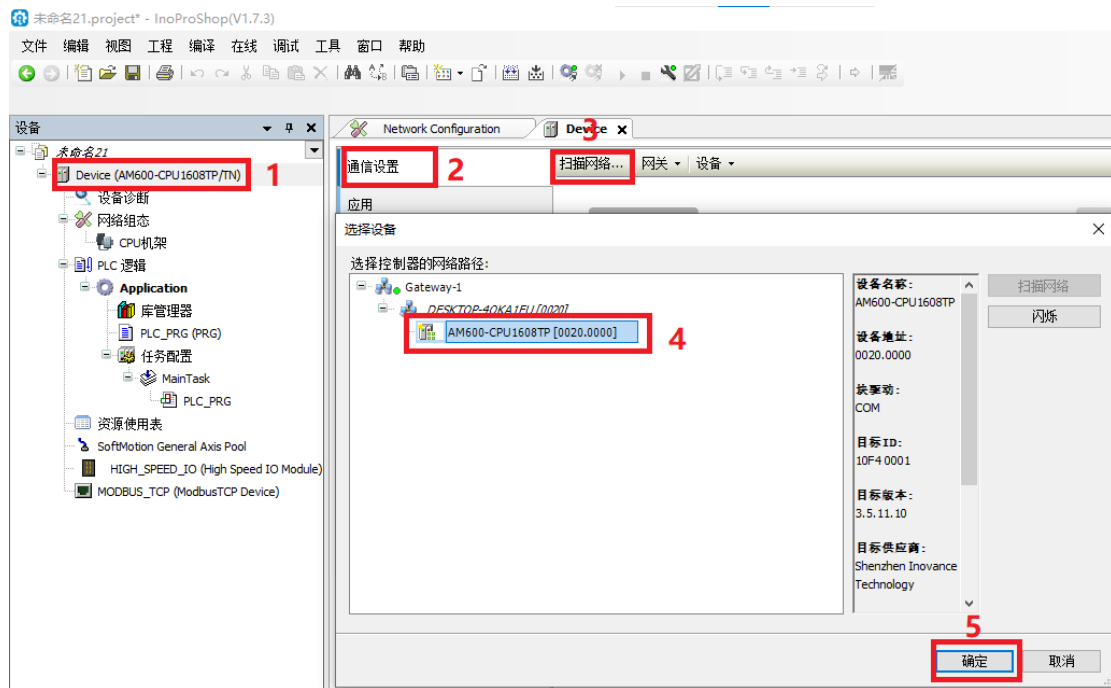 未命名21.project* - InoProShop(V1.7.3)
文件 编辑 视图 工程 编译 在线 调试 工具 窗口 帮助
设备
未命名21
Device (AM600-CPU1608TP/TN)
1
设备诊断
网络组态
CPU机架
PLC 逻辑
Application
库管理器
PLC_PRG (PRG)
任务配置
MainTask
PLC_PRG
资源使用表
SoftMotion General Axis Pool
HIGH_SPEED_IO (High Speed IO Module)
MODBUS_TCP (ModbusTCP Device)
Network Configuration
Device
3
通信设置
2
扫描网络...
网关
设备
应用
选择设备
选择控制器的网络路径:
Gateway-1
DESKTOP-4OKA1FU [0020]
AM600-CPU1608TP [0020.0000]
4
设备名称:
AM600-CPU1608TP
设备地址:
0020.0000
块驱动:
COM
目标ID:
10F4 0001
目标版本:
3.5.11.10
目标供应商:
Shenzhen Inovance
Technology
扫描网络
闪烁
5
确定
取消